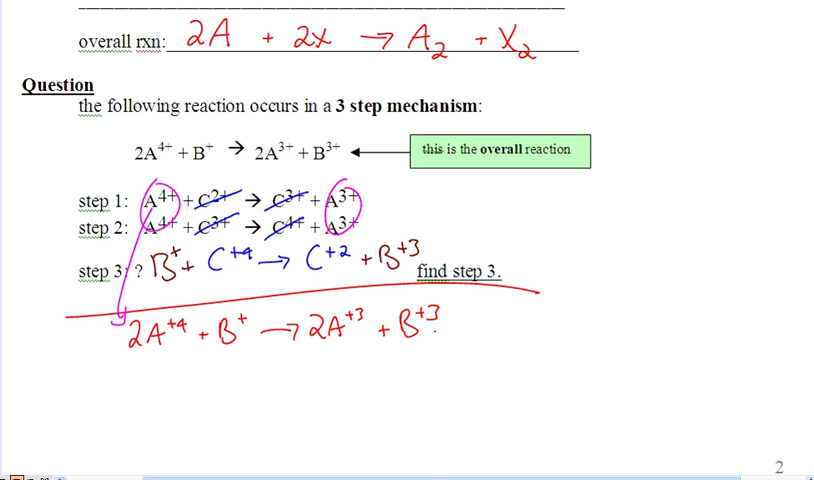 overall rxn: 2A + 2x → A₂ + X₂
Question
the following reaction occurs in a 3 step mechanism:
2A⁴⁺ + B⁺ → 2A³⁺ + B³⁺
this is the overall reaction
step 1: A⁴⁺ + C²⁺ → C³⁺ + A³⁺
step 2: A⁴⁺ + C³⁺ → C⁴⁺ + A³⁺
step 3: ? B⁺ + C⁺⁴ → C⁺² + B⁺³ find step 3.
2A⁺⁴ + B⁺ → 2A⁺³ + B⁺³
2